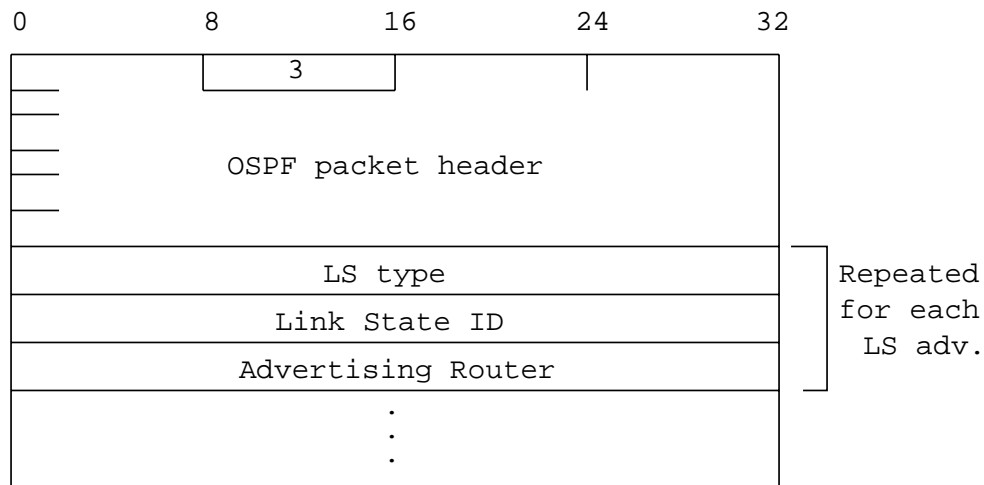 0 8 16 24 32
3
OSPF packet header
LS type
Link State ID
Advertising Router
Repeated
for each
LS adv.
.
.
.